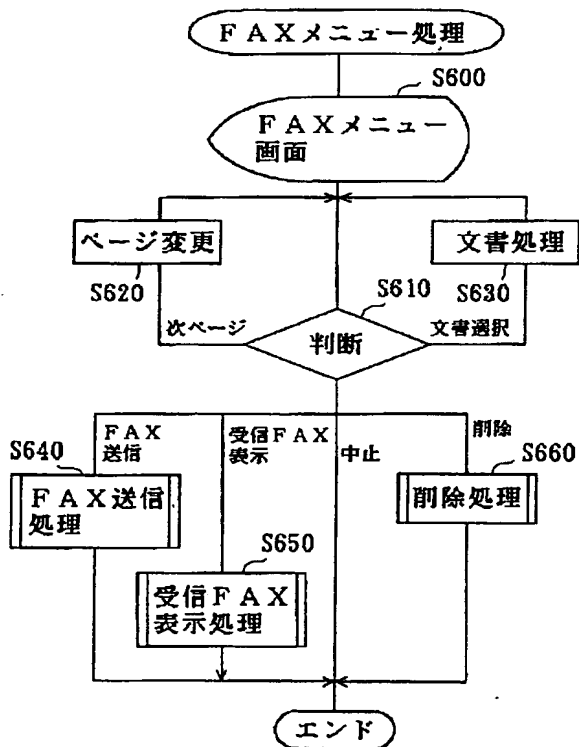 ＦＡＸメニュー処理
S600
ＦＡＸメニュー
画面
ページ変更
文書処理
S620
S610
S630
次ページ
判断
文書選択
ＦＡＸ
送信
受信ＦＡＸ
表示
中止
削除
S640
S660
ＦＡＸ送信
処理
削除処理
S650
受信ＦＡＸ
表示処理
エンド